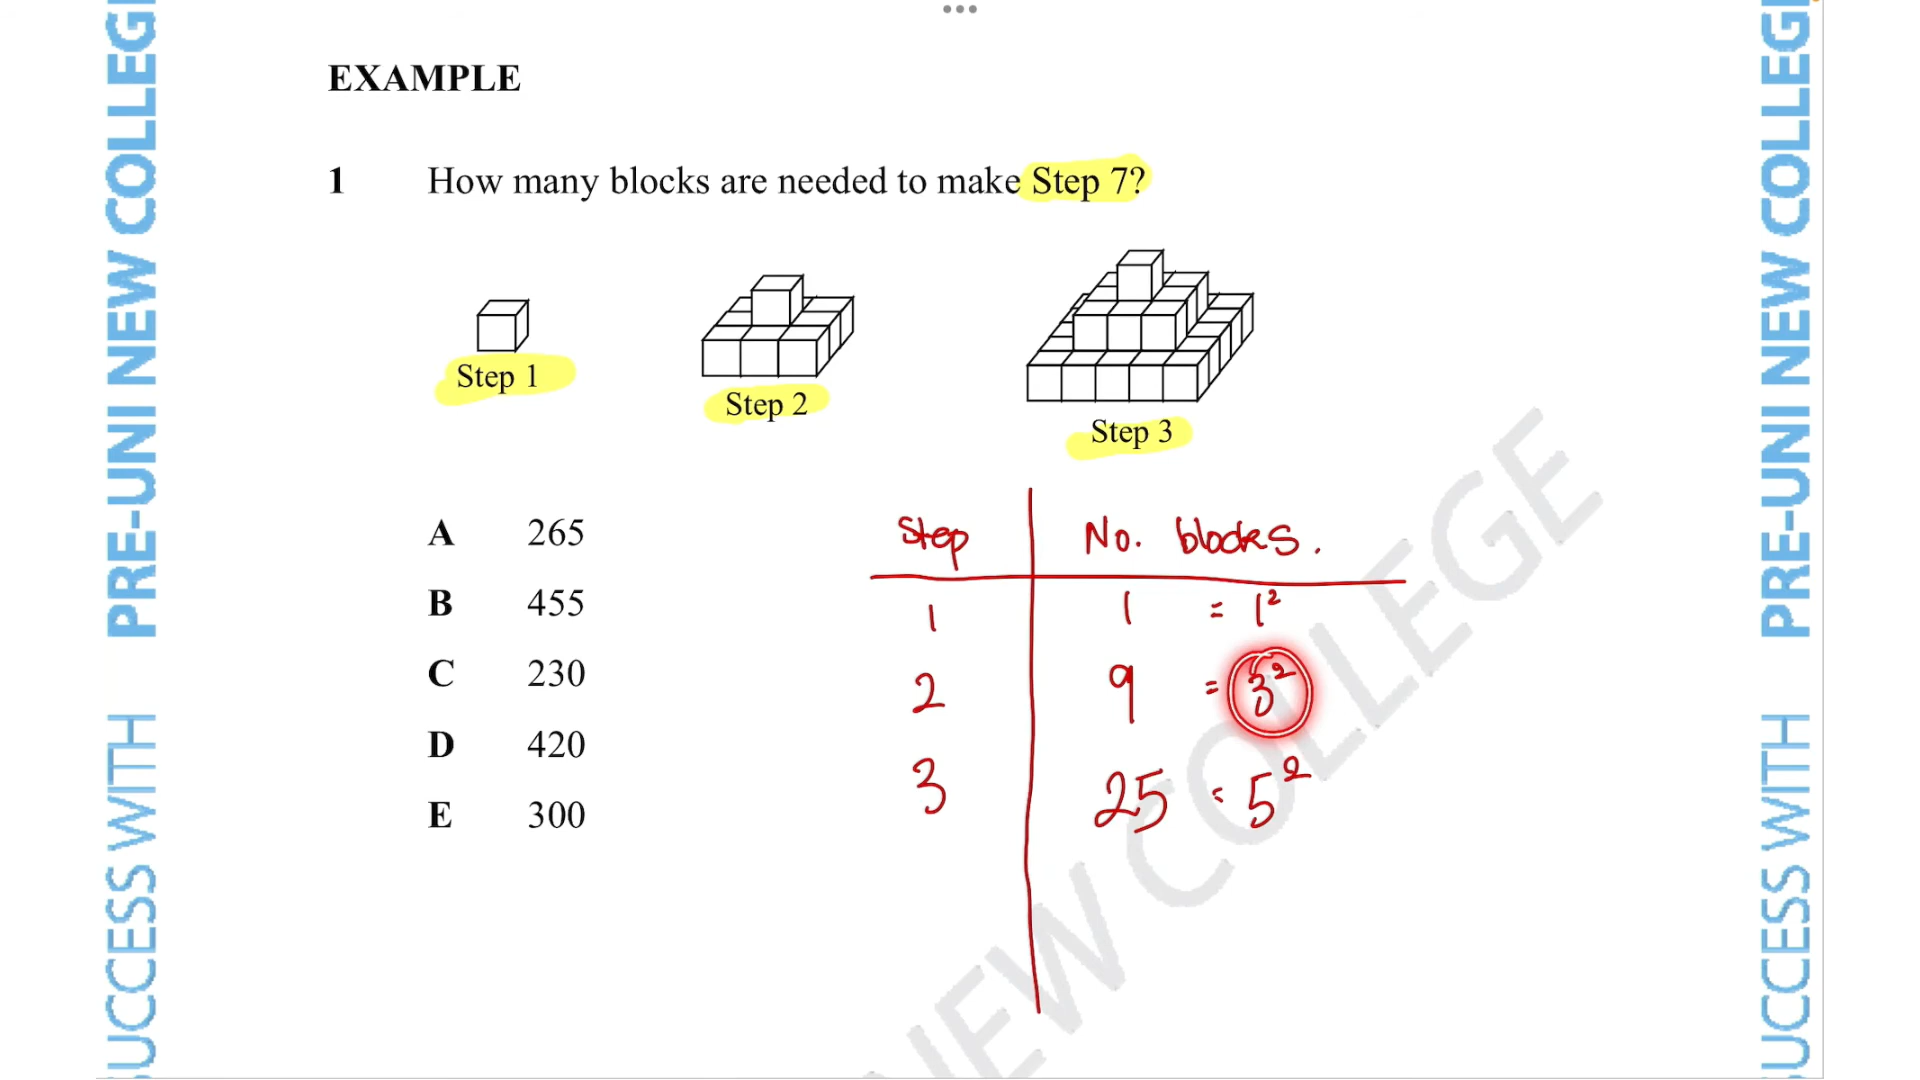 EXAMPLE
1 How many blocks are needed to make Step 7?
Step 1
Step 2
Step 3
A 265
B 455
C 230
D 420
E 300
Step No. blocks.
1 1 = 1²
2 9 = 3²
3 25 = 5²
SUCCESS WITH PRE-UNI NEW COLLEGE
SUCCESS WITH PRE-UNI NEW COLLEGE
NEW COLLEGE